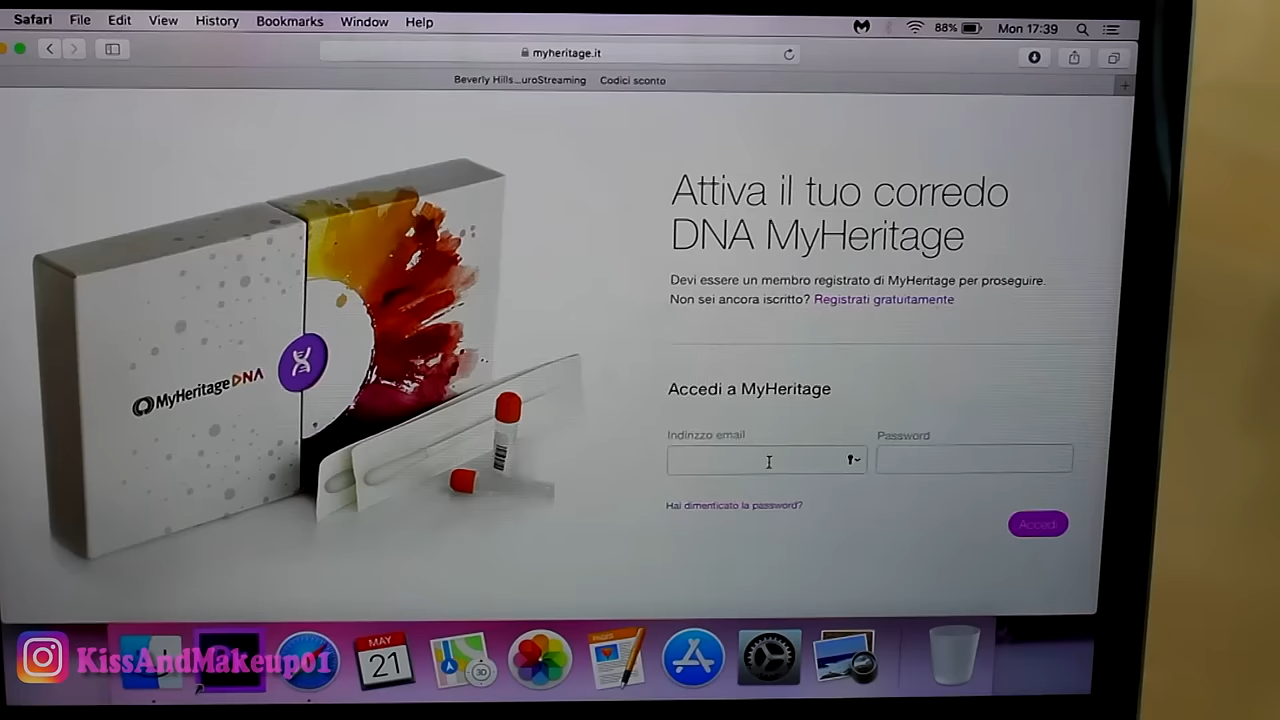 Safari File Edit View History Bookmarks Window Help 88% Mon 17:39
myheritage.it
Beverly Hills...uroStreaming Codici sconto
Attiva il tuo corredo
DNA MyHeritage
Devi essere un membro registrato di MyHeritage per proseguire.
Non sei ancora iscritto? Registrati gratuitamente
Accedi a MyHeritage
Indirizzo email Password
Hai dimenticato la password?
Accedi
MyHeritage DNA
MAY
21
3D
PAGES
KissAndMakeup01